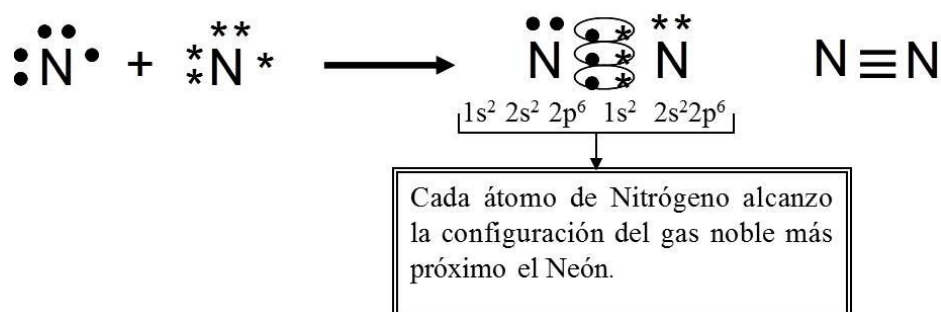 N + N N N N≡N
1s² 2s² 2p⁶ 1s² 2s²2p⁶
Cada átomo de Nitrógeno alcanzo
la configuración del gas noble más
próximo el Neón.